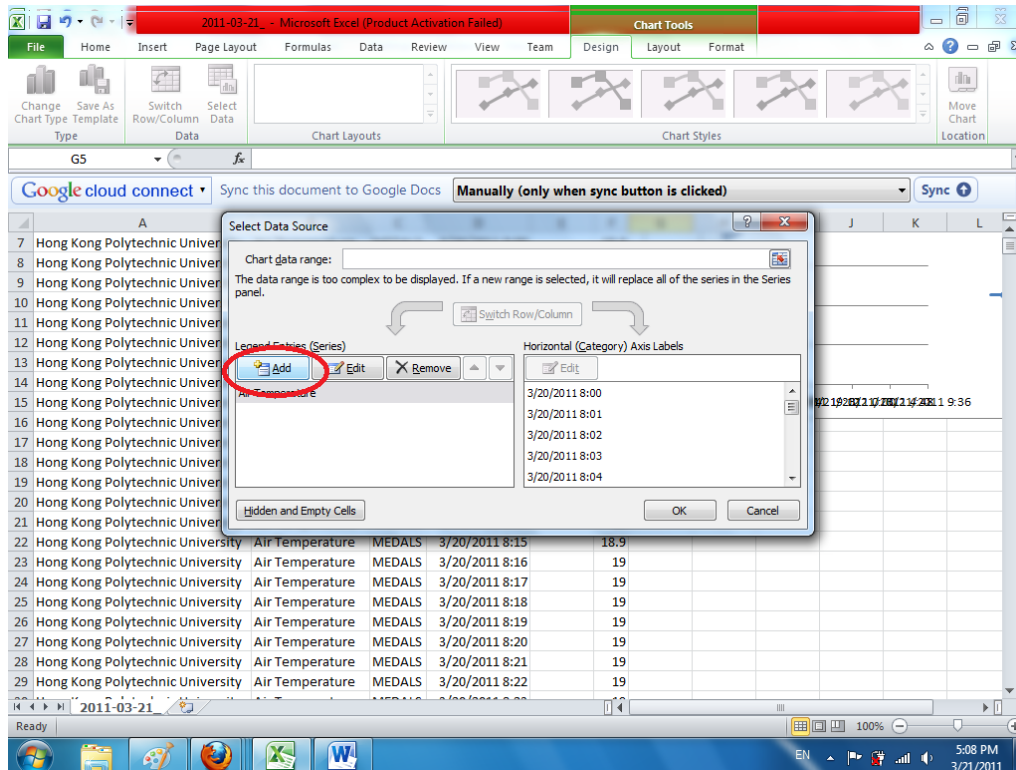 2011-03-21_ - Microsoft Excel (Product Activation Failed) Chart Tools
File Home Insert Page Layout Formulas Data Review View Team Design Layout Format
Change Chart Type Save As Template Switch Row/Column Select Data Move Chart
Type Data Chart Layouts Chart Styles Location
G5 fx
Google cloud connect Sync this document to Google Docs Manually (only when sync button is clicked) Sync
A J K L
Select Data Source
Chart data range:
The data range is too complex to be displayed. If a new range is selected, it will replace all of the series in the Series
panel.
Switch Row/Column
Legend Entries (Series) Horizontal (Category) Axis Labels
Add Edit Remove Edit
Air Temperature
3/20/2011 8:00
3/20/2011 8:01
3/20/2011 8:02
3/20/2011 8:03
3/20/2011 8:04
Hidden and Empty Cells OK Cancel
7 Hong Kong Polytechnic Univer
8 Hong Kong Polytechnic Univer
9 Hong Kong Polytechnic Univer
10 Hong Kong Polytechnic Univer
11 Hong Kong Polytechnic Univer
12 Hong Kong Polytechnic Univer
13 Hong Kong Polytechnic Univer
14 Hong Kong Polytechnic Univer
15 Hong Kong Polytechnic Univer 9:36
16 Hong Kong Polytechnic Univer
17 Hong Kong Polytechnic Univer
18 Hong Kong Polytechnic Univer
19 Hong Kong Polytechnic Univer
20 Hong Kong Polytechnic Univer
21 Hong Kong Polytechnic Univer
22 Hong Kong Polytechnic University Air Temperature MEDALS 3/20/2011 8:15 18.9
23 Hong Kong Polytechnic University Air Temperature MEDALS 3/20/2011 8:16 19
24 Hong Kong Polytechnic University Air Temperature MEDALS 3/20/2011 8:17 19
25 Hong Kong Polytechnic University Air Temperature MEDALS 3/20/2011 8:18 19
26 Hong Kong Polytechnic University Air Temperature MEDALS 3/20/2011 8:19 19
27 Hong Kong Polytechnic University Air Temperature MEDALS 3/20/2011 8:20 19
28 Hong Kong Polytechnic University Air Temperature MEDALS 3/20/2011 8:21 19
29 Hong Kong Polytechnic University Air Temperature MEDALS 3/20/2011 8:22 19
2011-03-21_
Ready 100%
EN 5:08 PM
3/21/2011